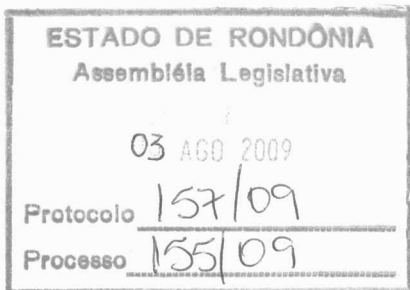 ESTADO DE RONDÔNIA
Assembléia Legislativa
03 AGO 2009
Protocolo 157/09
Processo 155/09